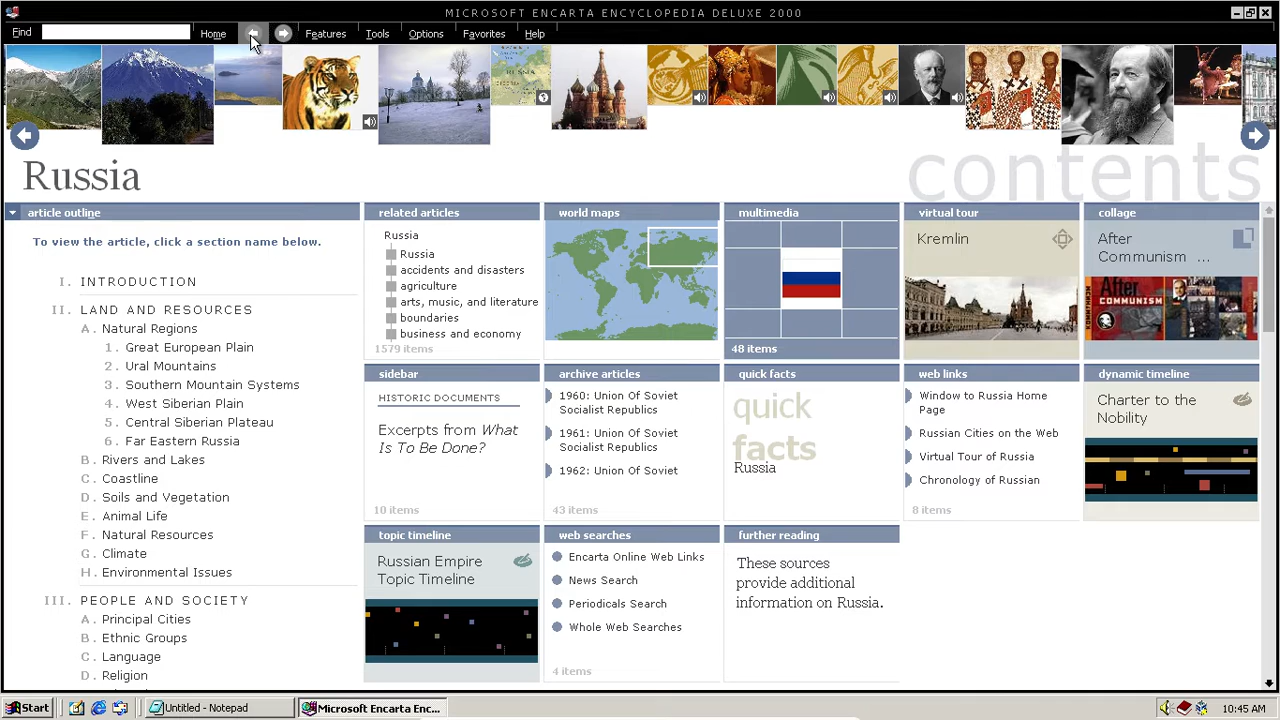 MICROSOFT ENCARTA ENCYCLOPEDIA DELUXE 2000
Find Home Features Tools Options Favorites Help
RUSSIA
Russia
contents
article outline
To view the article, click a section name below.
I. INTRODUCTION
II. LAND AND RESOURCES
A. Natural Regions
1. Great European Plain
2. Ural Mountains
3. Southern Mountain Systems
4. West Siberian Plain
5. Central Siberian Plateau
6. Far Eastern Russia
B. Rivers and Lakes
C. Coastline
D. Soils and Vegetation
E. Animal Life
F. Natural Resources
G. Climate
H. Environmental Issues
III. PEOPLE AND SOCIETY
A. Principal Cities
B. Ethnic Groups
C. Language
D. Religion
related articles
Russia
Russia
accidents and disasters
agriculture
arts, music, and literature
boundaries
business and economy
1579 items
world maps
multimedia
48 items
virtual tour
Kremlin
collage
After
Communism ...
sidebar
HISTORIC DOCUMENTS
Excerpts from What
Is To Be Done?
10 items
archive articles
1960: Union Of Soviet
Socialist Republics
1961: Union Of Soviet
Socialist Republics
1962: Union Of Soviet
43 items
quick facts
quick
facts
Russia
web links
Window to Russia Home
Page
Russian Cities on the Web
Virtual Tour of Russia
Chronology of Russian
8 items
dynamic timeline
Charter to the
Nobility
topic timeline
Russian Empire
Topic Timeline
web searches
Encarta Online Web Links
News Search
Periodicals Search
Whole Web Searches
4 items
further reading
These sources
provide additional
information on Russia.
Start Untitled - Notepad Microsoft Encarta Enc... 10:45 AM